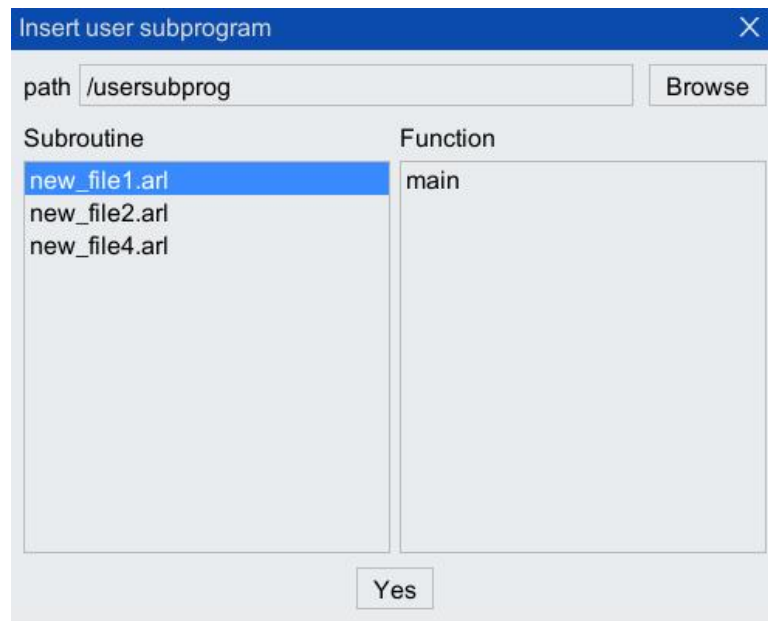 Insert user subprogram
path /usersubprog Browse
Subroutine Function
new_file1.arl main
new_file2.arl
new_file4.arl
Yes